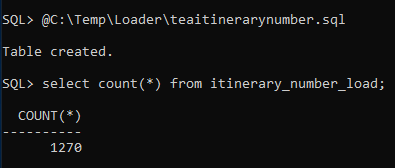 SQL> @C:\Temp\Loader\teaitinerarynumber.sql
Table created.
SQL> select count(*) from itinerary_number_load;
COUNT(*)
----------
1270